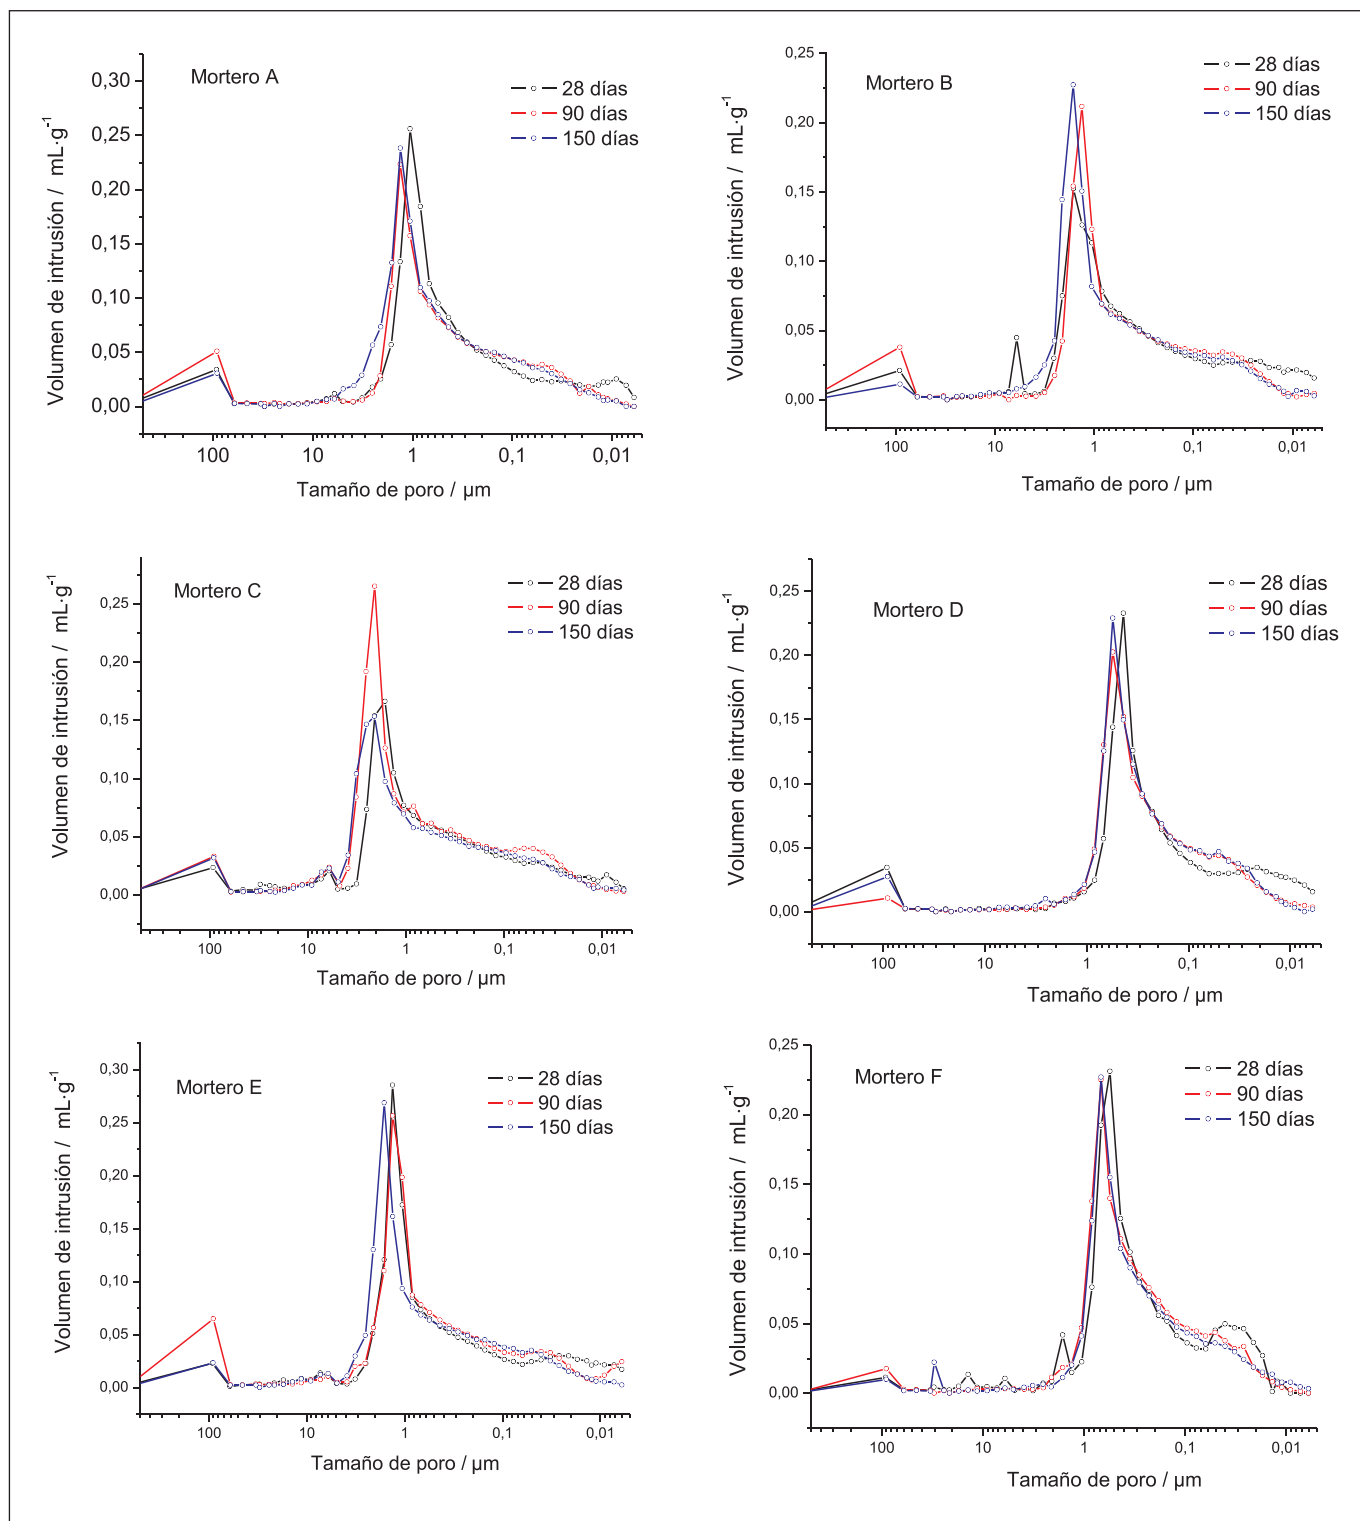 Mortero A
28 días
90 días
150 días
0,30
0,25
0,20
0,15
0,10
0,05
0,00
Volumen de intrusión / mL·g-1
100
10
1
0,1
0,01
Tamaño de poro / µm
Mortero B
28 días
90 días
150 días
0,25
0,20
0,15
0,10
0,05
0,00
Volumen de intrusión / mL·g-1
100
10
1
0,1
0,01
Tamaño de poro / µm
Mortero C
28 días
90 días
150 días
0,25
0,20
0,15
0,10
0,05
0,00
Volumen de intrusión / mL·g-1
100
10
1
0,1
0,01
Tamaño de poro / µm
Mortero D
28 días
90 días
150 días
0,25
0,20
0,15
0,10
0,05
0,00
Volumen de intrusión / mL·g-1
100
10
1
0,1
0,01
Tamaño de poro / µm
Mortero E
28 días
90 días
150 días
0,30
0,25
0,20
0,15
0,10
0,05
0,00
Volumen de intrusión / mL·g-1
100
10
1
0,1
0,01
Tamaño de poro / µm
Mortero F
28 días
90 días
150 días
0,25
0,20
0,15
0,10
0,05
0,00
Volumen de intrusión / mL·g-1
100
10
1
0,1
0,01
Tamaño de poro / µm